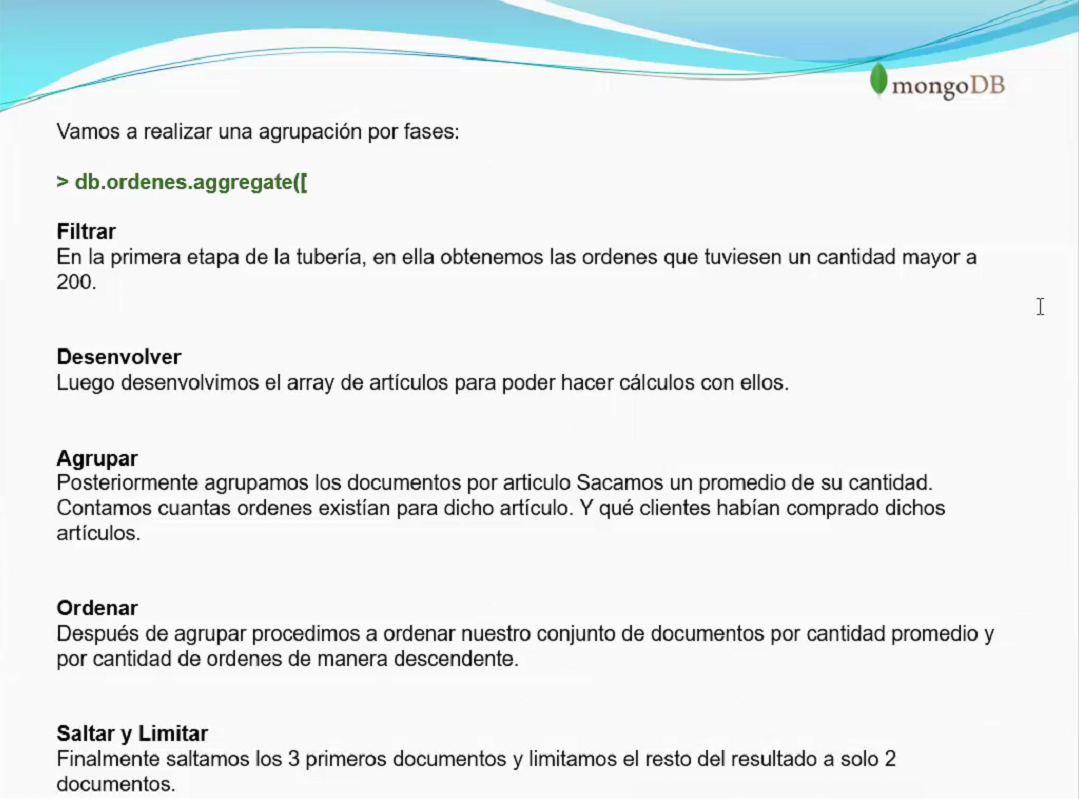 mongoDB
Vamos a realizar una agrupación por fases:
> db.ordenes.aggregate([
Filtrar
En la primera etapa de la tubería, en ella obtenemos las ordenes que tuviesen un cantidad mayor a
200.
Desenvolver
Luego desenvolvimos el array de artículos para poder hacer cálculos con ellos.
Agrupar
Posteriormente agrupamos los documentos por articulo Sacamos un promedio de su cantidad.
Contamos cuantas ordenes existían para dicho artículo. Y qué clientes habían comprado dichos
artículos.
Ordenar
Después de agrupar procedimos a ordenar nuestro conjunto de documentos por cantidad promedio y
por cantidad de ordenes de manera descendente.
Saltar y Limitar
Finalmente saltamos los 3 primeros documentos y limitamos el resto del resultado a solo 2
documentos.